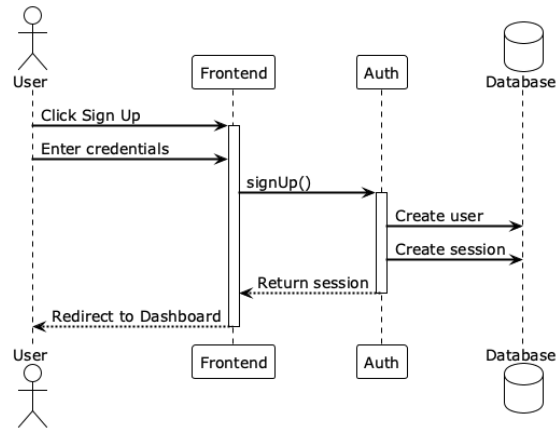 User
Frontend
Auth
Database
Click Sign Up
Enter credentials
signUp()
Create user
Create session
Return session
Redirect to Dashboard
User
Frontend
Auth
Database